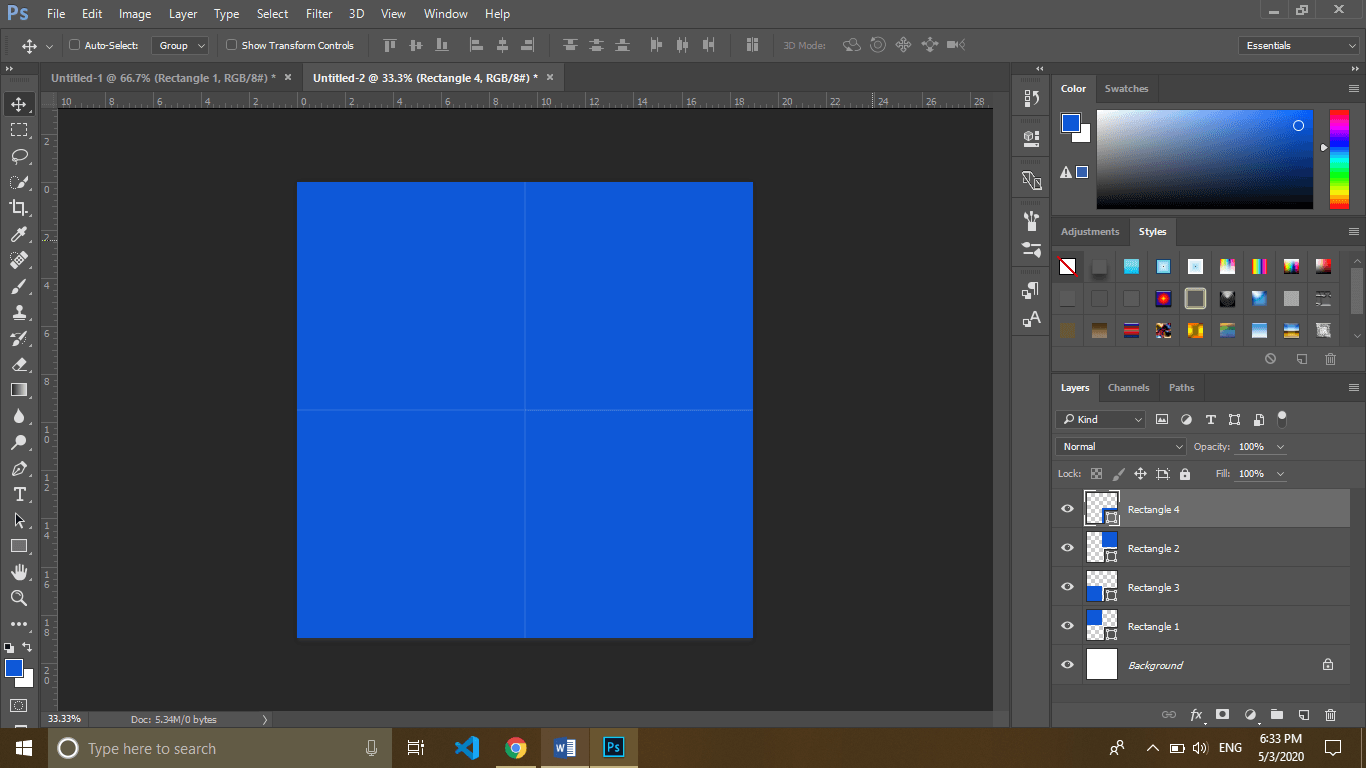 Ps File Edit Image Layer Type Select Filter 3D View Window Help
Auto-Select: Group Show Transform Controls 3D Mode: Essentials
Untitled-1 @ 66.7% (Rectangle 1, RGB/8#) * × Untitled-2 @ 33.3% (Rectangle 4, RGB/8#) * ×
10 8 6 4 2 0 2 4 6 8 10 12 14 16 18 20 22 24 26 28
2
0
2
4
6
8
10
12
14
16
18
20
Color Swatches
Adjustments Styles
Layers Channels Paths
Kind
Normal Opacity: 100%
Lock: Fill: 100%
Rectangle 4
Rectangle 2
Rectangle 3
Rectangle 1
Background
fx
33.33% Doc: 5.34M/0 bytes
Type here to search
Ps
ENG
6:33 PM
5/3/2020